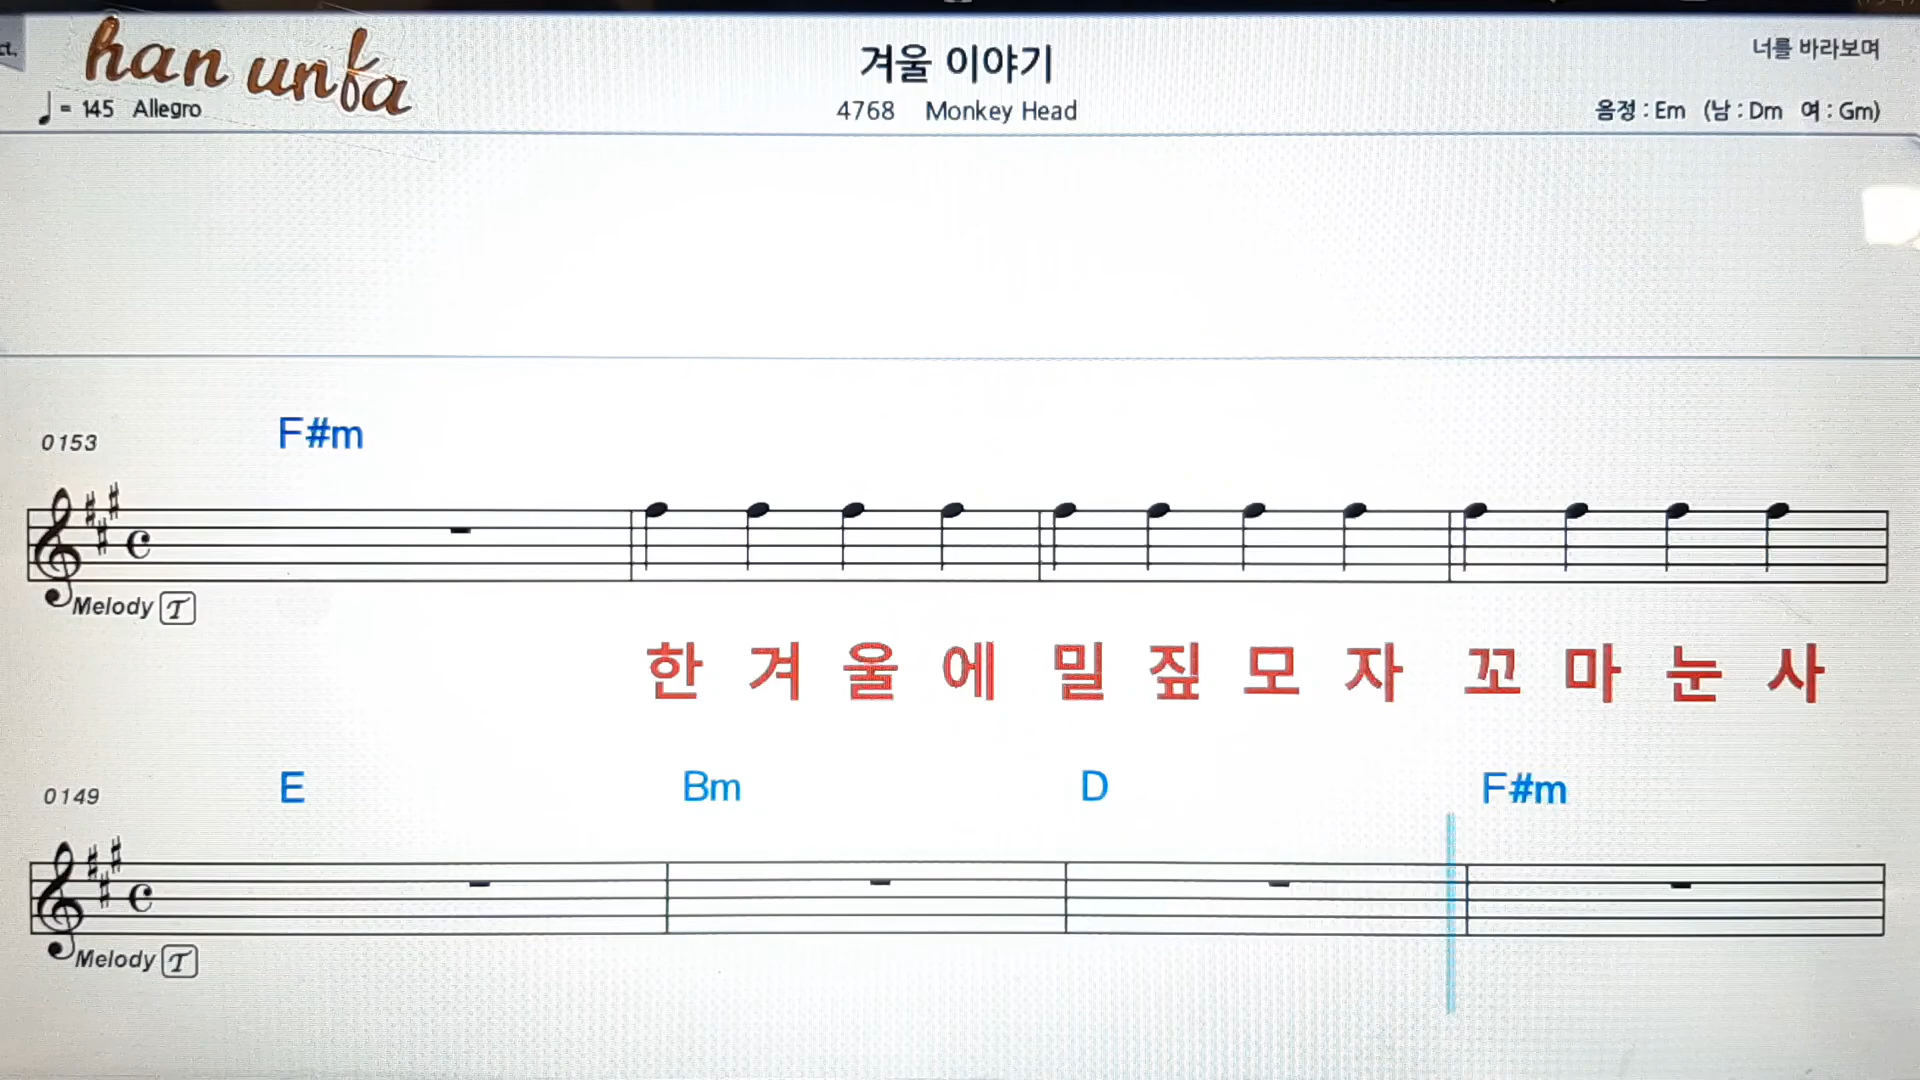 ct.
han unfa
♩ = 145 Allegro
겨울 이야기
4768 Monkey Head
너를 바라보며
음정 : Em (남 : Dm 여 : Gm)
0153 F#m
Melody T
한 겨 울 에 밀 짚 모 자 꼬 마 눈 사
0149 E Bm D F#m
Melody T